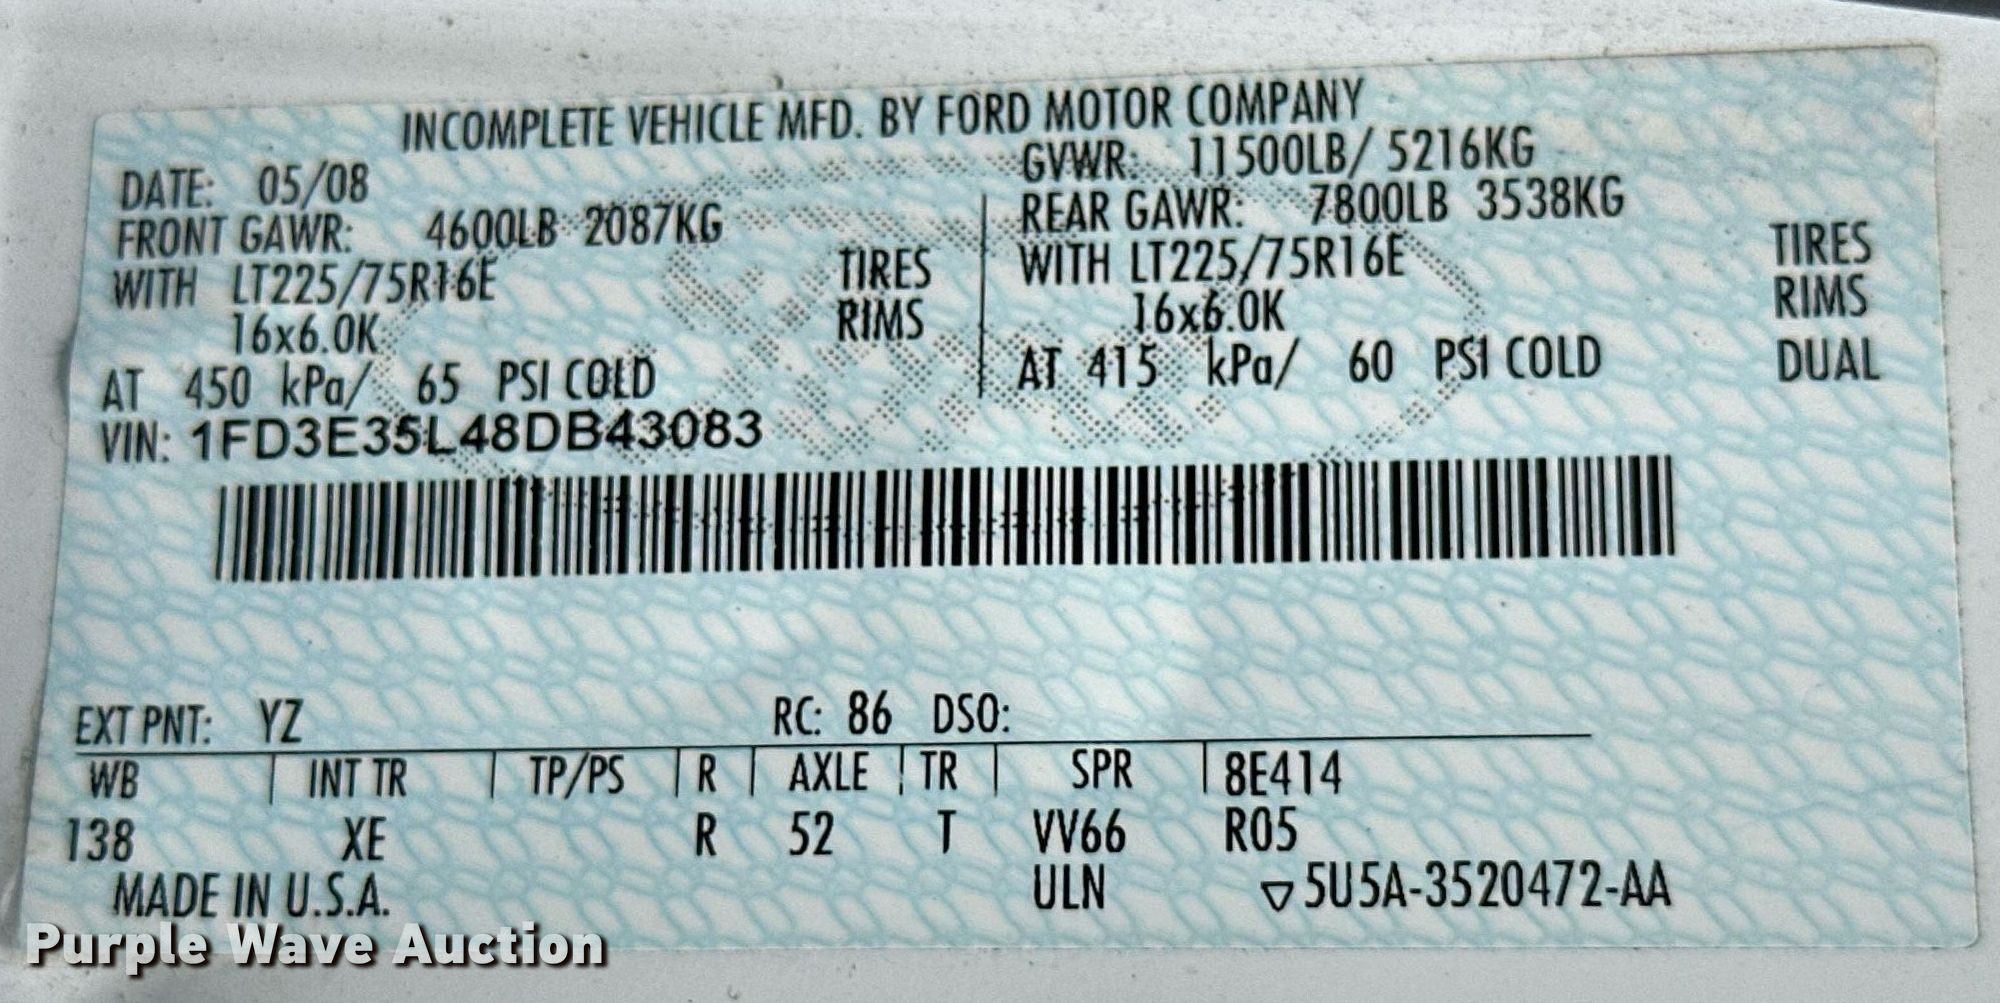 INCOMPLETE VEHICLE MFD. BY FORD MOTOR COMPANY
DATE: 05/08 GVWR: 11500LB/ 5216KG
FRONT GAWR: 4600LB 2087KG REAR GAWR: 7800LB 3538KG
WITH LT225/75R16E TIRES WITH LT225/75R16E TIRES
16x6.0K RIMS 16x6.0K RIMS
AT 450 kPa/ 65 PSI COLD AT 415 kPa/ 60 PSI COLD DUAL
VIN: 1FD3E35L48DB43083
EXT PNT: YZ RC: 86 DSO:
WB | INT TR | TP/PS | R | AXLE | TR | SPR | 8E414
138 XE R 52 T VV66 R05
MADE IN U.S.A. ULN ▽5U5A-3520472-AA
Purple Wave Auction